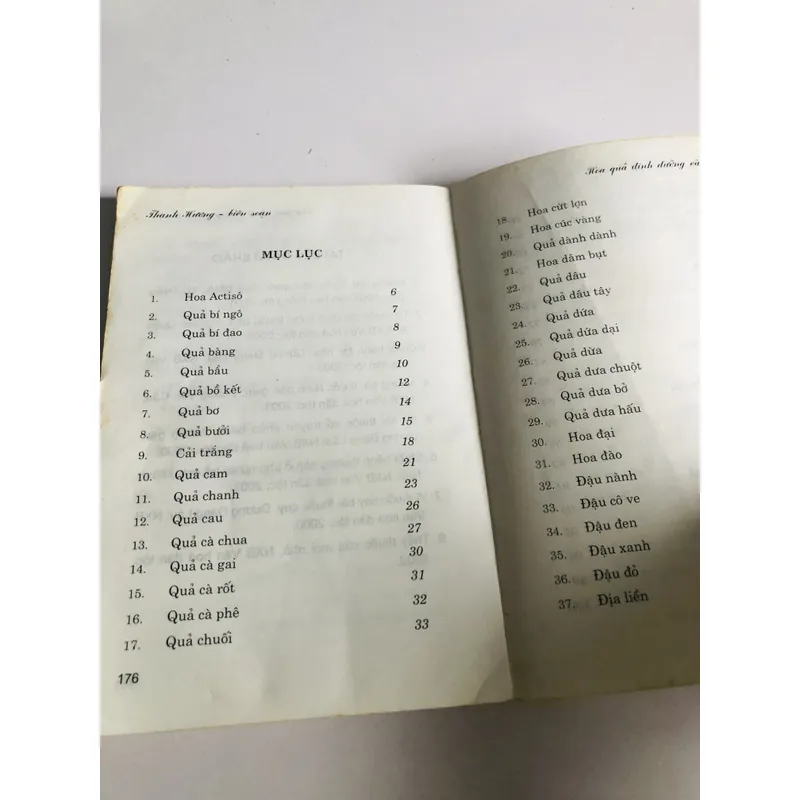 Thanh Hương - biên soạn
MỤC LỤC
1. Hoa Actisô 6
2. Quả bí ngô 7
3. Quả bí đao 8
4. Quả bàng 9
5. Quả bầu 10
6. Quả bồ kết 12
7. Quả bơ 14
8. Quả bưởi 15
9. Cải trắng 18
10. Quả cam 21
11. Quả chanh 23
12. Quả cau 26
13. Quả cà chua 27
14. Quả cà gai 30
15. Quả cà rốt 31
16. Quả cà phê 32
17. Quả chuối 33
176
Hoa quả dinh dưỡng và
18. Hoa cứt lợn
19. Hoa cúc vàng
20. Quả dành dành
21. Hoa dâm bụt
22. Quả dâu
23. Quả dâu tây
24. Quả dứa
25. Quả dứa dại
26. Quả dừa
27. Quả dưa chuột
28. Quả dưa bở
29. Quả dưa hấu
30. Hoa đại
31. Hoa đào
32. Đậu nành
33. Đậu cô ve
34. Đậu đen
35. Đậu xanh
36. Đậu đỏ
37. Địa liền